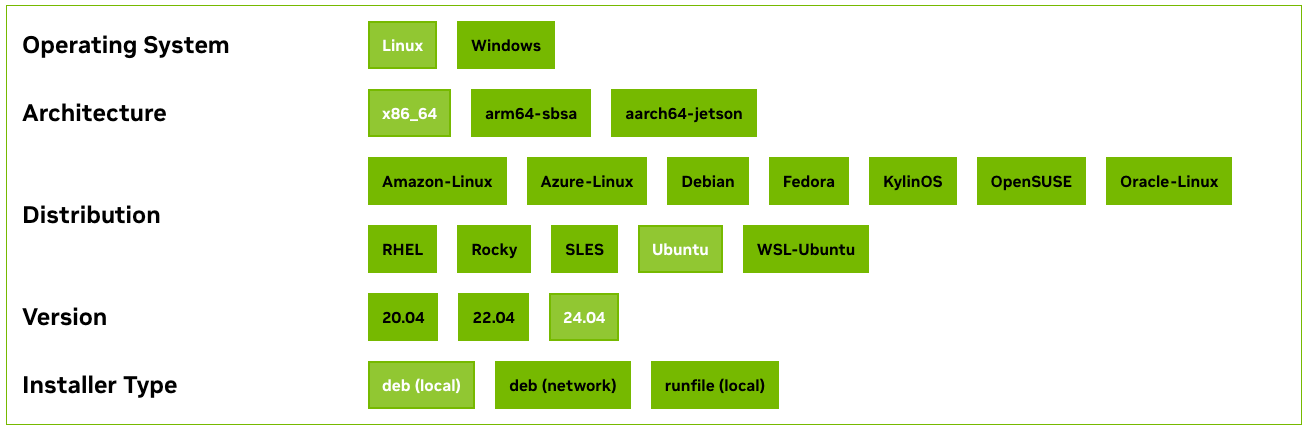 Operating System Linux Windows
Architecture x86_64 arm64-sbsa aarch64-jetson
Distribution
Amazon-Linux Azure-Linux Debian Fedora KylinOS OpenSUSE Oracle-Linux
RHEL Rocky SLES Ubuntu WSL-Ubuntu
Version 20.04 22.04 24.04
Installer Type deb (local) deb (network) runfile (local)